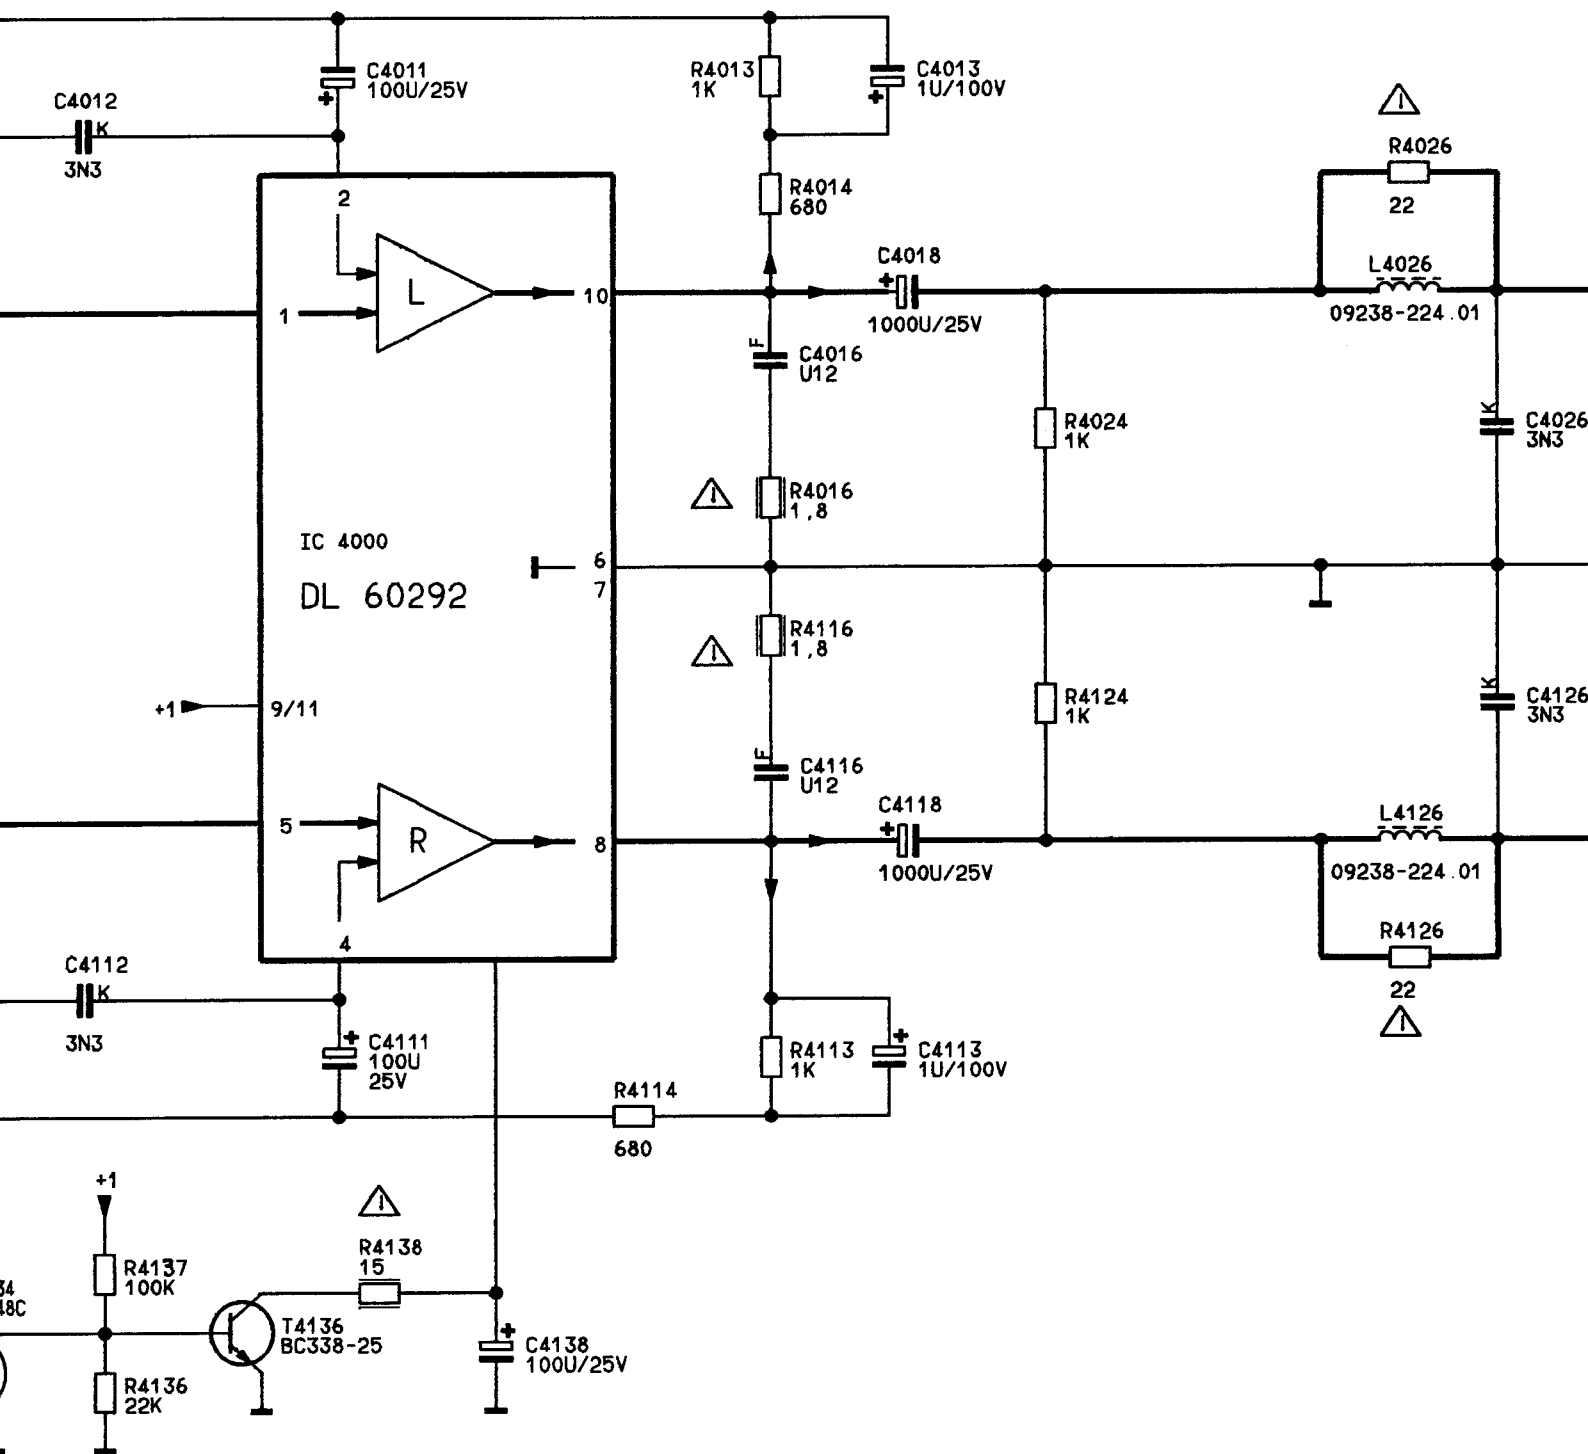 C4011
100U/25V
R4013
1K
C4013
1U/100V
C4012
K
3N3
R4014
680
R4026
22
2
L
1
10
C4018
1000U/25V
L4026
09238-224.01
F
C4016
U12
R4024
1K
K
C4026
3N3
R4016
1,8
IC 4000
DL 60292
6
7
R4116
1,8
+1
9/11
R4124
1K
K
C4126
3N3
F
C4116
U12
5
R
8
C4118
1000U/25V
L4126
09238-224.01
R4126
22
4
C4112
K
3N3
C4111
100U
25V
R4113
1K
C4113
1U/100V
R4114
680
+1
R4138
15
R4137
100K
34
48C
T4136
BC338-25
C4138
100U/25V
R4136
22K